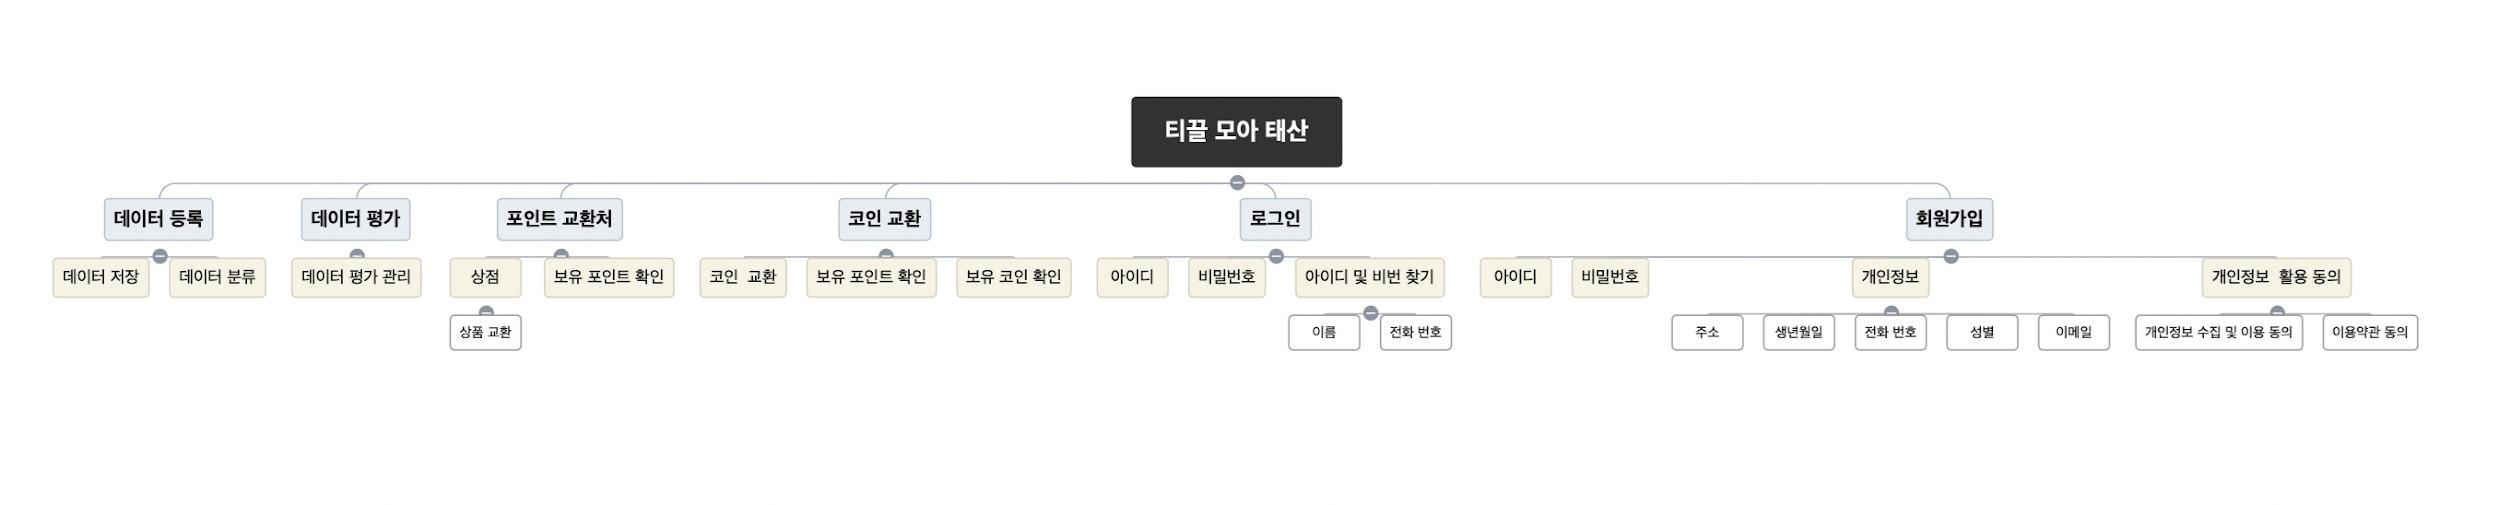 티끌 모아 태산
데이터 등록
데이터 평가
포인트 교환처
코인 교환
로그인
회원가입
데이터 저장
데이터 분류
데이터 평가 관리
상점
보유 포인트 확인
코인  교환
보유 포인트 확인
보유 코인 확인
아이디
비밀번호
아이디 및 비번 찾기
아이디
비밀번호
개인정보
개인정보  활용 동의
상품 교환
이름
전화 번호
주소
생년월일
전화 번호
성별
이메일
개인정보 수집 및 이용 동의
이용약관 동의